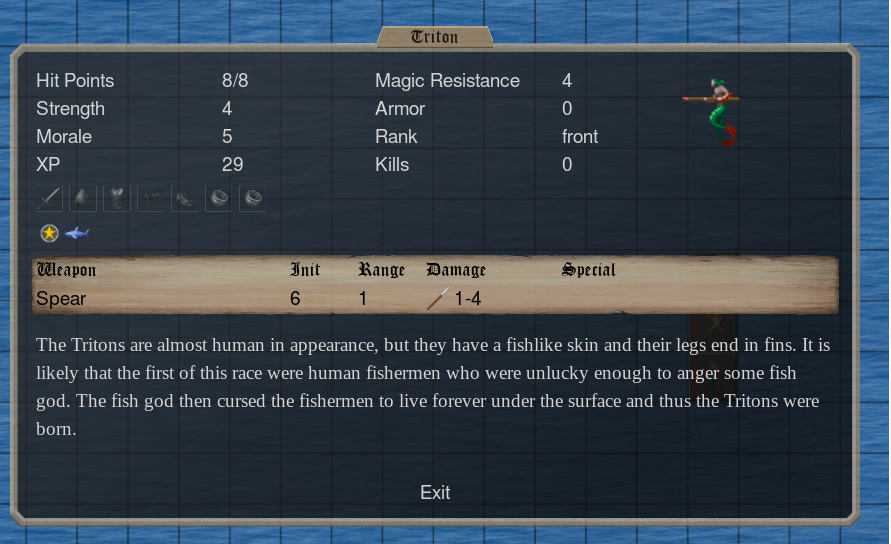 Triton
Hit Points 8/8 Magic Resistance 4
Strength 4 Armor 0
Morale 5 Rank front
XP 29 Kills 0
Weapon Init Range Damage Special
Spear 6 1 1-4
The Tritons are almost human in appearance, but they have a fishlike skin and their legs end in fins. It is
likely that the first of this race were human fishermen who were unlucky enough to anger some fish
god. The fish god then cursed the fishermen to live forever under the surface and thus the Tritons were
born.
Exit